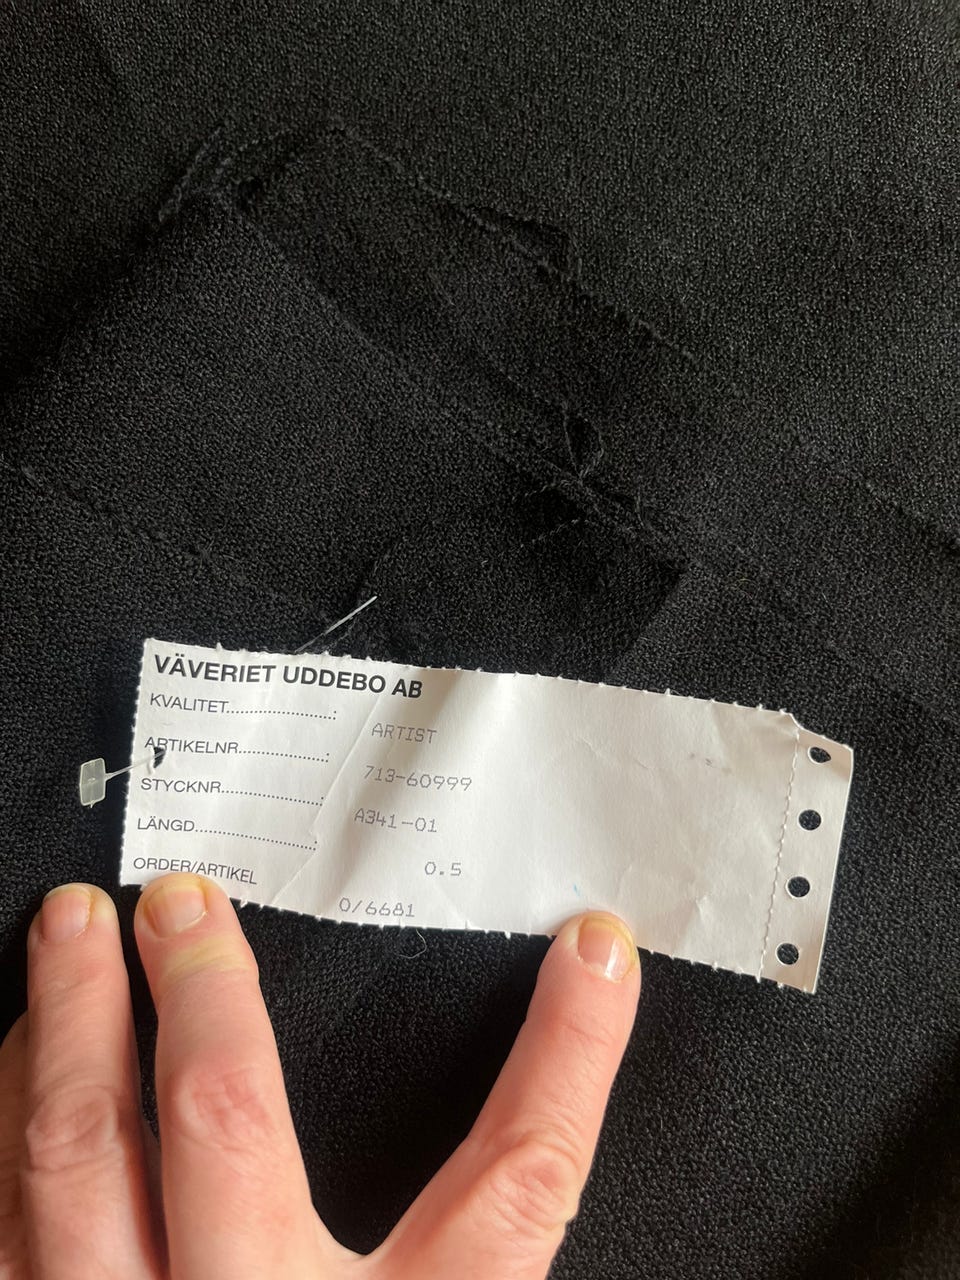 VÄVERIET UDDEBO AB
KVALITET.......................: ARTIST
ARTIKELNR...................: 713-60999
STYCKNR.......................: A341-01
LÄNGD...........................: 0.5
ORDER/ARTIKEL 0/6681